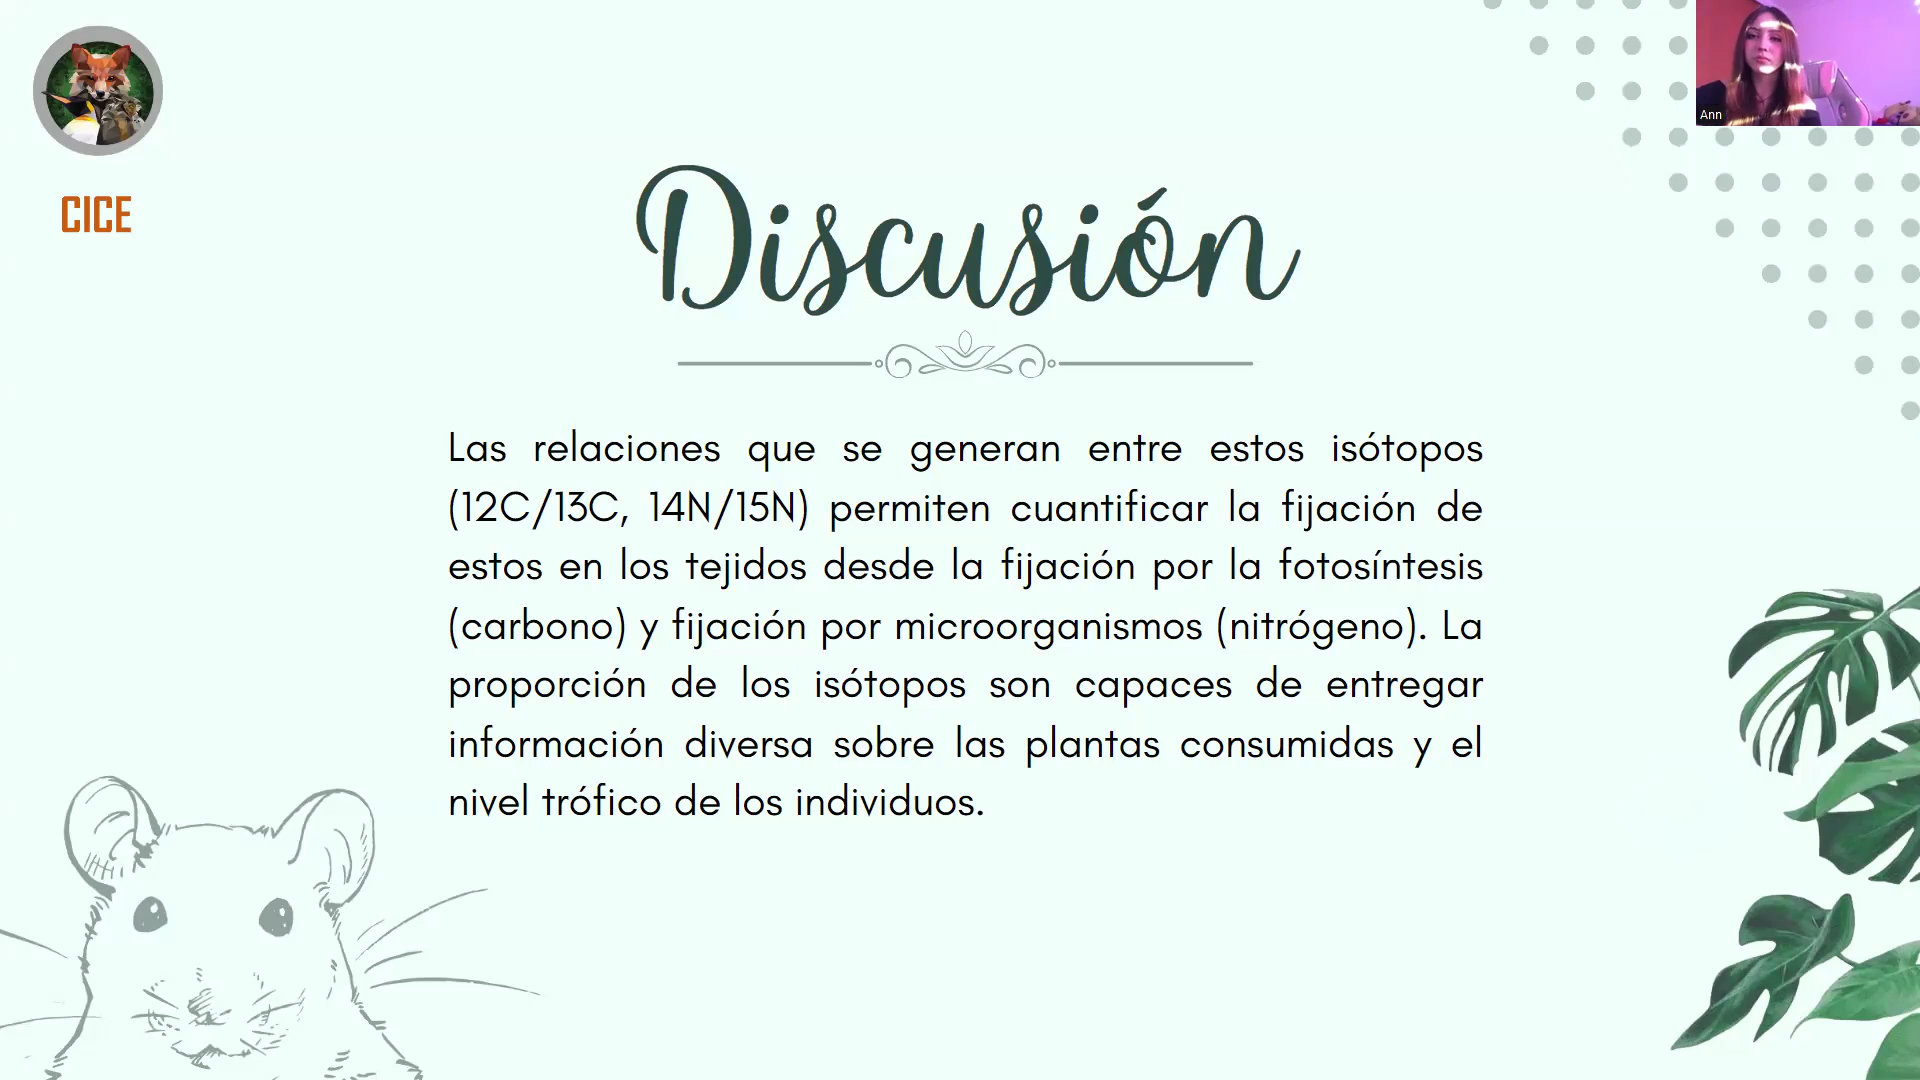 Ann
CICE
Discusión
Las relaciones que se generan entre estos isótopos
(12C/13C, 14N/15N) permiten cuantificar la fijación de
estos en los tejidos desde la fijación por la fotosíntesis
(carbono) y fijación por microorganismos (nitrógeno). La
proporción de los isótopos son capaces de entregar
información diversa sobre las plantas consumidas y el
nivel trófico de los individuos.